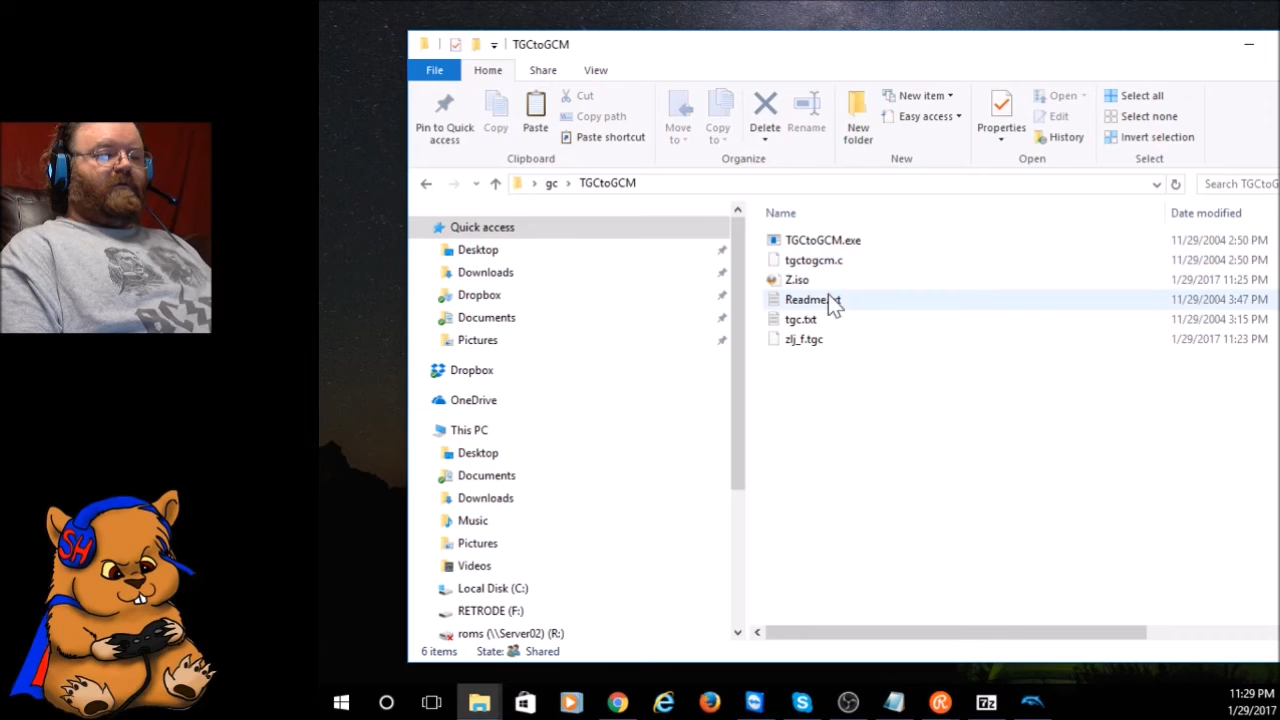 TGCtoGCM
File Home Share View
Pin to Quick access
Copy
Paste
Cut
Copy path
Paste shortcut
Clipboard
Move to
Copy to
Delete
Rename
Organize
New folder
New item
Easy access
New
Properties
Open
Edit
History
Open
Select all
Select none
Invert selection
Select
gc > TGCtoGCM
Search TGCtoG
Quick access
Desktop
Downloads
Dropbox
Documents
Pictures
Dropbox
OneDrive
This PC
Desktop
Documents
Downloads
Music
Pictures
Videos
Local Disk (C:)
RETRODE (F:)
roms (\\Server02) (R:)
Name Date modified
TGCtoGCM.exe 11/29/2004 2:50 PM
tgctogcm.c 11/29/2004 2:50 PM
Z.iso 1/29/2017 11:25 PM
Readme. t 11/29/2004 3:47 PM
tgc.txt 11/29/2004 3:15 PM
zlj_f.tgc 1/29/2017 11:23 PM
6 items State: Shared
SH
7z
11:29 PM
1/29/2017